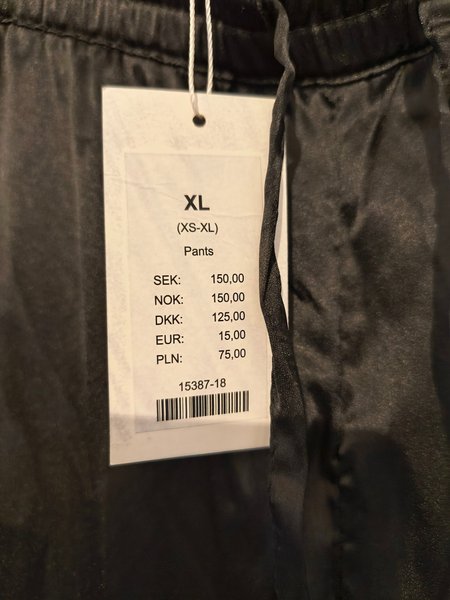 XL
(XS-XL)
Pants
SEK: 150,00
NOK: 150,00
DKK: 125,00
EUR: 15,00
PLN: 75,00
15387-18